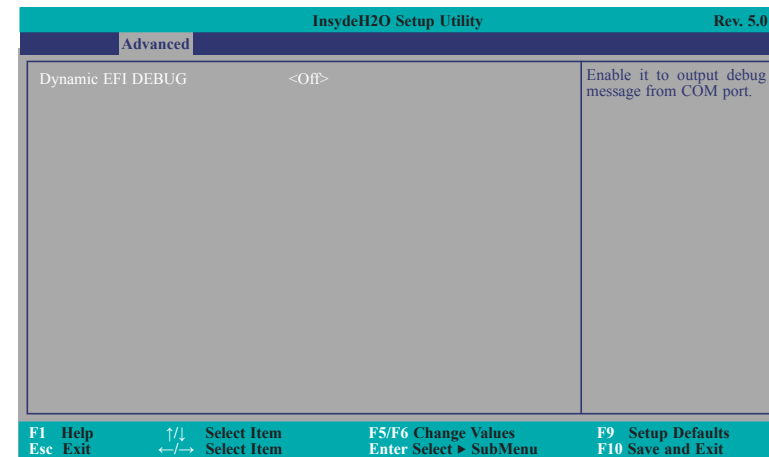 InsydeH2O Setup Utility Rev. 5.0
Advanced
Dynamic EFI DEBUG <Off>
Enable it to output debug
message from COM port.
F1 Help ↑/↓ Select Item F5/F6 Change Values F9 Setup Defaults
Esc Exit ←/→ Select Item Enter Select ▶ SubMenu F10 Save and Exit